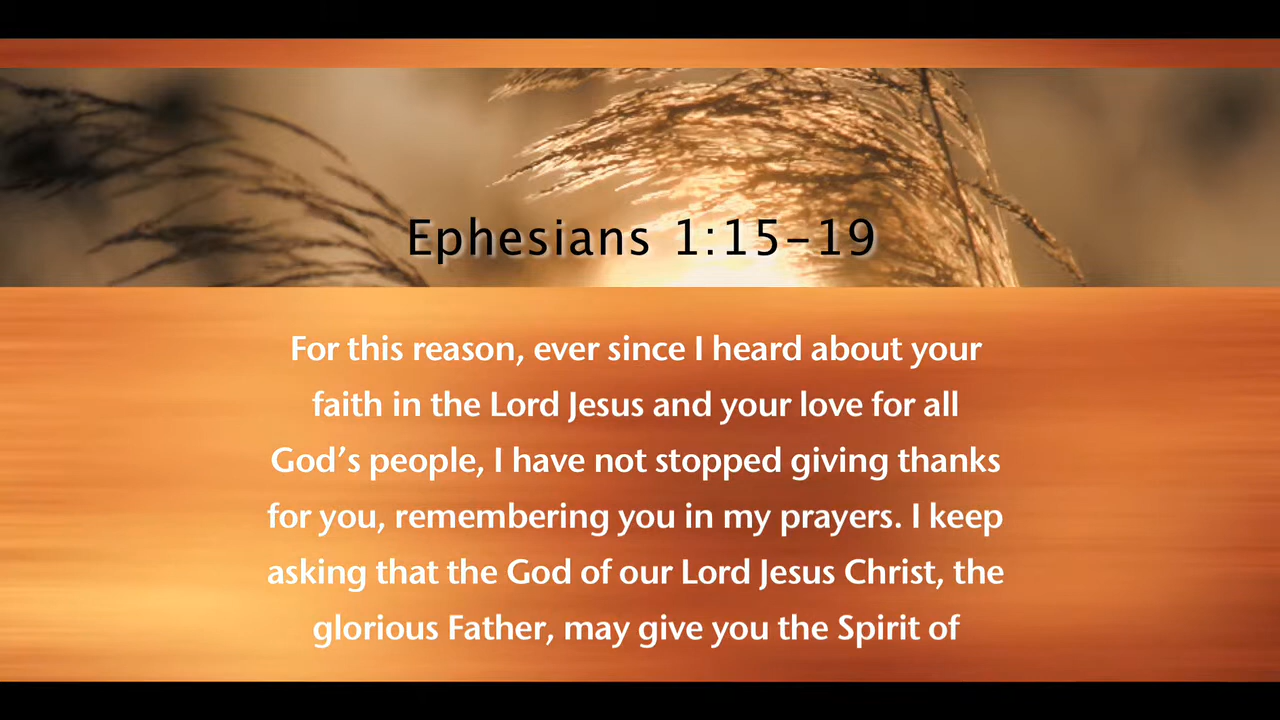 Ephesians 1:15-19
For this reason, ever since I heard about your
faith in the Lord Jesus and your love for all
God’s people, I have not stopped giving thanks
for you, remembering you in my prayers. I keep
asking that the God of our Lord Jesus Christ, the
glorious Father, may give you the Spirit of